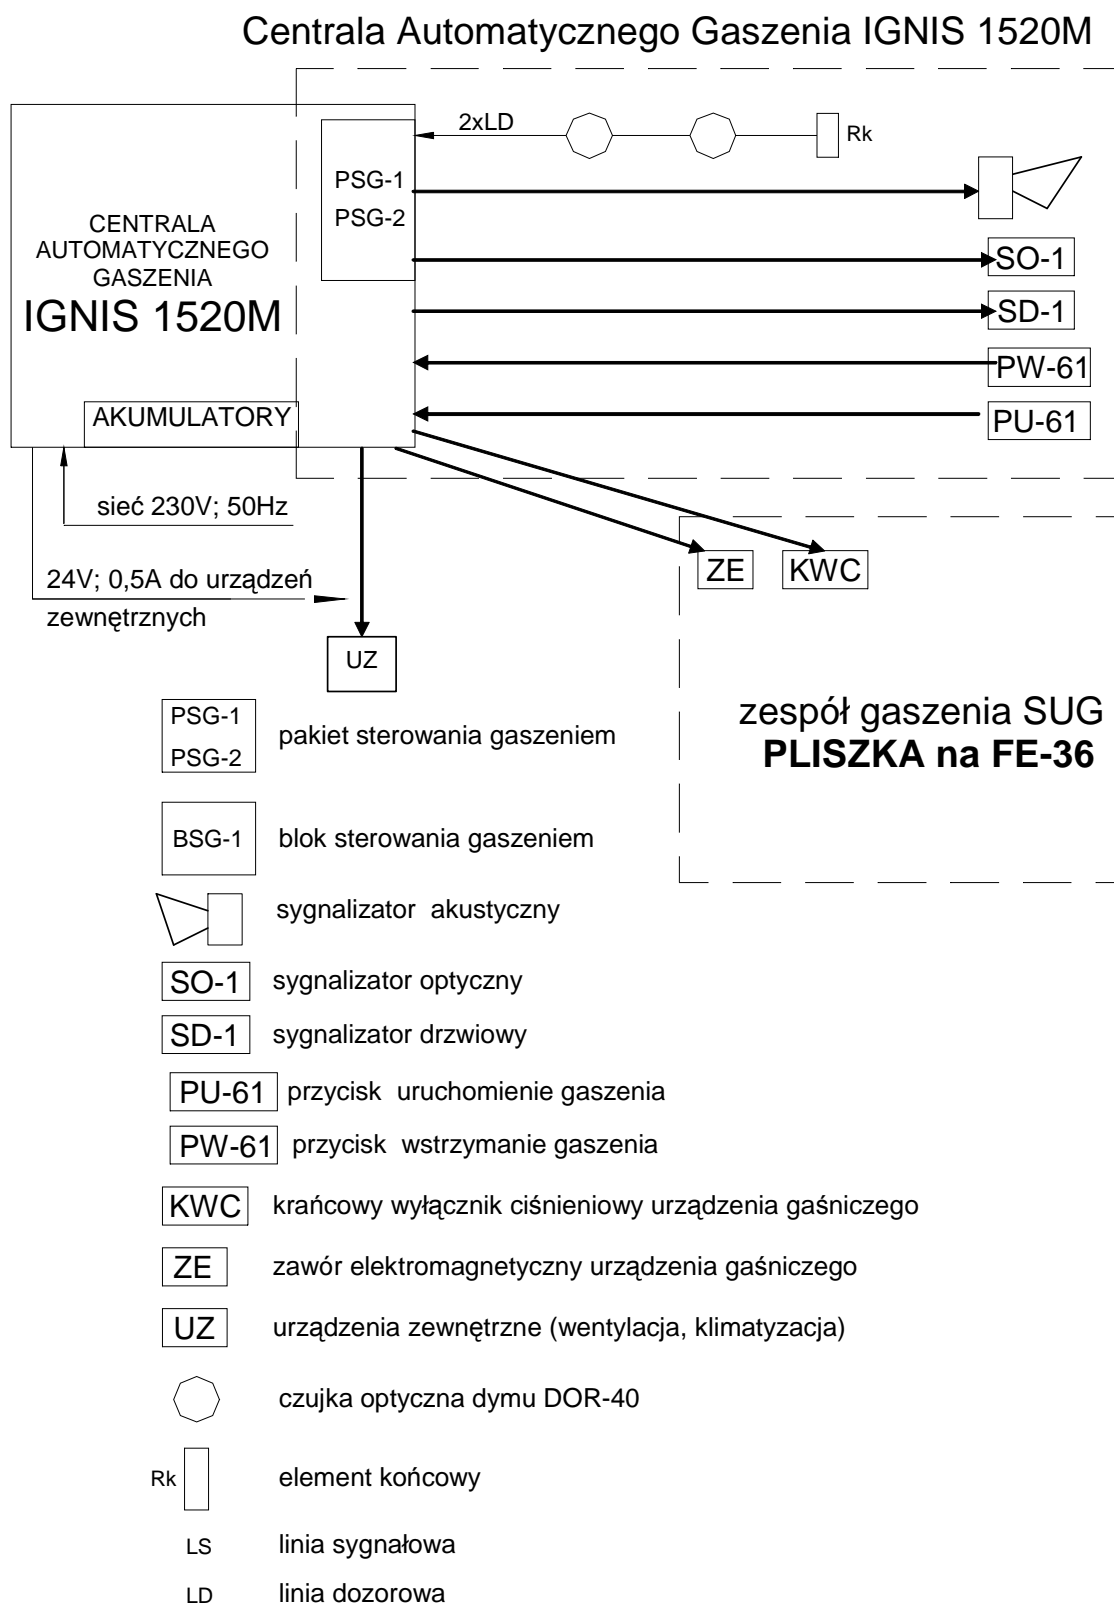 Centrala Automatycznego Gaszenia IGNIS 1520M
2xLD
Rk
PSG-1
PSG-2
CENTRALA
AUTOMATYCZNEGO
GASZENIA
IGNIS 1520M
SO-1
SD-1
PW-61
PU-61
AKUMULATORY
sieć 230V; 50Hz
24V; 0,5A do urządzeń
zewnętrznych
ZE
KWC
UZ
zespół gaszenia SUG
PLISZKA na FE-36
PSG-1
PSG-2
pakiet sterowania gaszeniem
BSG-1
blok sterowania gaszeniem
sygnalizator akustyczny
SO-1
sygnalizator optyczny
SD-1
sygnalizator drzwiowy
PU-61
przycisk uruchomienie gaszenia
PW-61
przycisk wstrzymanie gaszenia
KWC
krańcowy wyłącznik ciśnieniowy urządzenia gaśniczego
ZE
zawór elektromagnetyczny urządzenia gaśniczego
UZ
urządzenia zewnętrzne (wentylacja, klimatyzacja)
czujka optyczna dymu DOR-40
Rk
element końcowy
LS
linia sygnałowa
LD
linia dozorowa